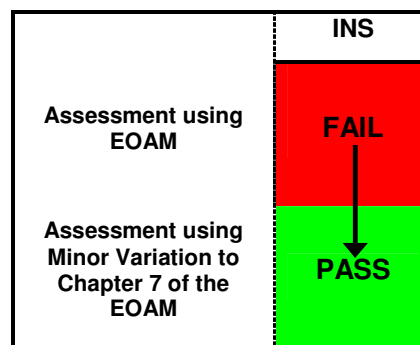 INS
Assessment using
EOAM
FAIL
Assessment using
Minor Variation to
Chapter 7 of the
EOAM
PASS